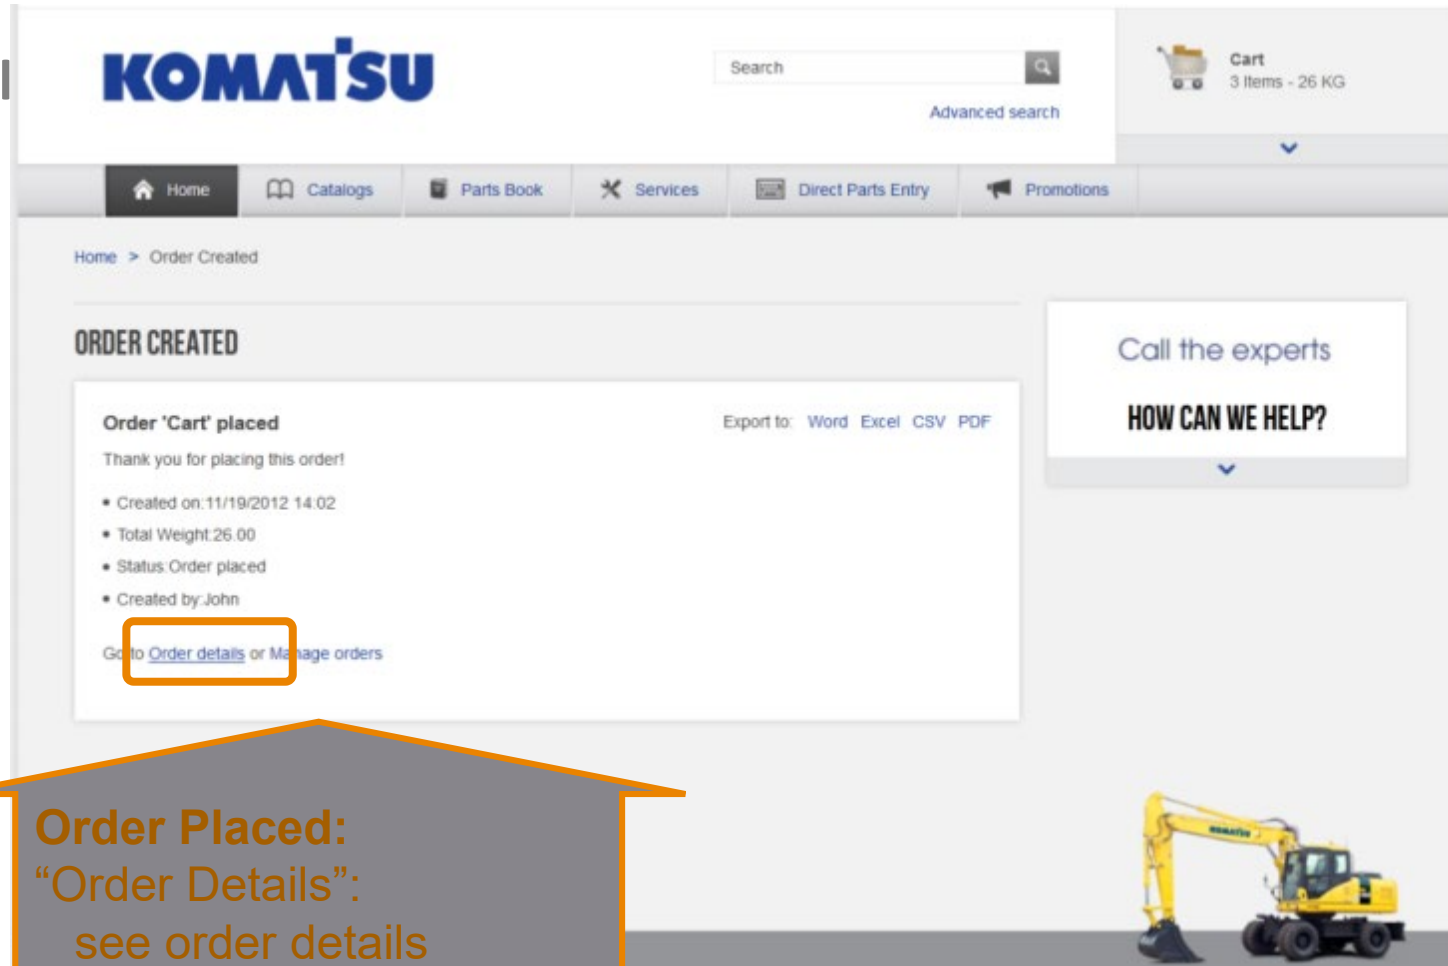 KOMATSU
Search
Advanced search
Cart
3 Items - 26 KG
Home
Catalogs
Parts Book
Services
Direct Parts Entry
Promotions
Home > Order Created
ORDER CREATED
Order 'Cart' placed
Export to: Word Excel CSV PDF
Thank you for placing this order!
• Created on:11/19/2012 14:02
• Total Weight:26.00
• Status:Order placed
• Created by:John
Go to Order details or Manage orders
Call the experts
HOW CAN WE HELP?
Order Placed:
“Order Details”:
see order details
KOMATSU